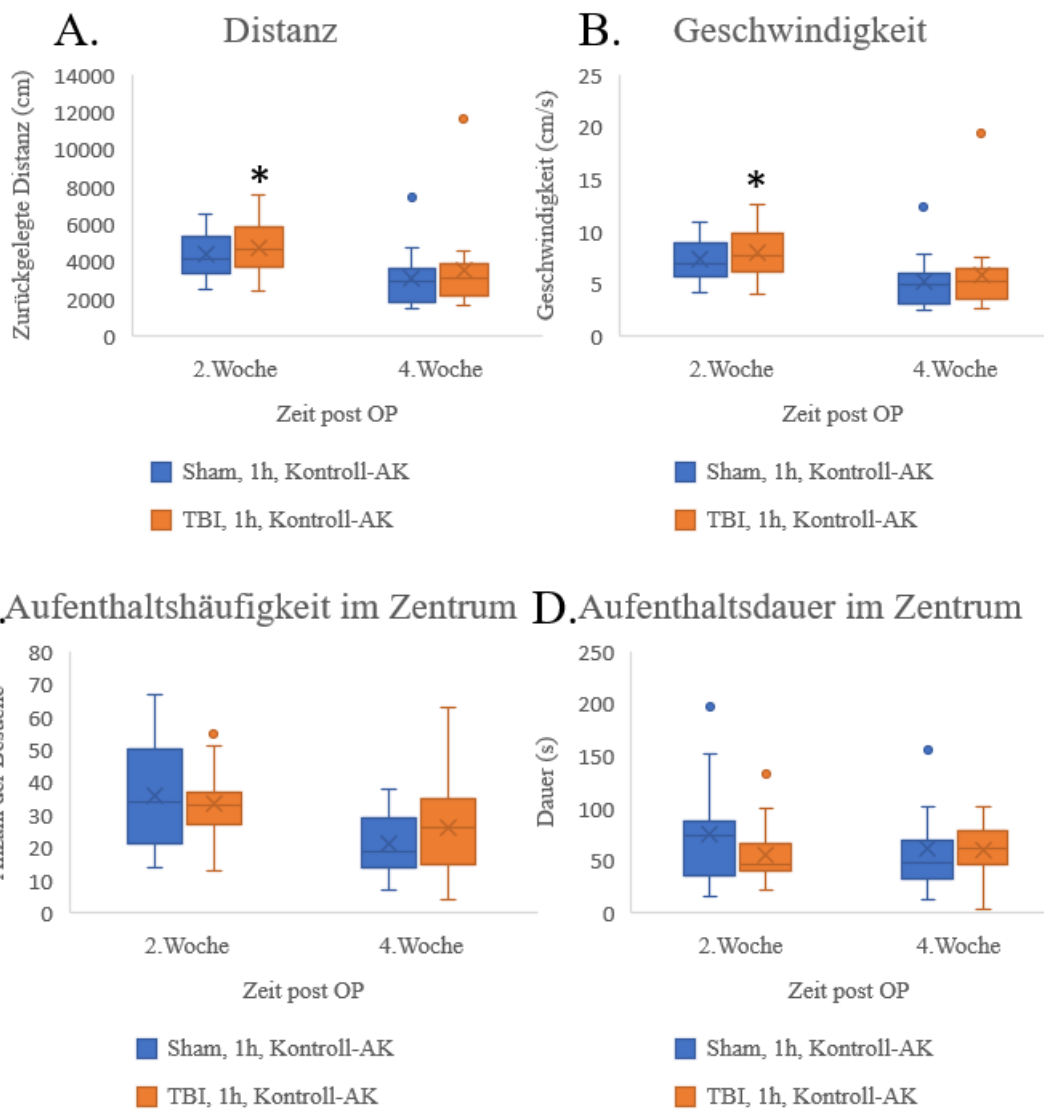 A. Distanz
Zurückgelegte Distanz (cm)
14000
12000
10000
8000
6000
4000
2000
0
*
2.Woche 4.Woche
Zeit post OP
Sham, 1h, Kontroll-AK
TBI, 1h, Kontroll-AK
B. Geschwindigkeit
Geschwindigkeit (cm/s)
25
20
15
10
5
0
*
2.Woche 4.Woche
Zeit post OP
Sham, 1h, Kontroll-AK
TBI, 1h, Kontroll-AK
Aufenthaltshäufigkeit im Zentrum
80
70
60
50
40
30
20
10
0
2.Woche 4.Woche
Zeit post OP
Sham, 1h, Kontroll-AK
TBI, 1h, Kontroll-AK
D. Aufenthaltsdauer im Zentrum
Dauer (s)
250
200
150
100
50
0
2.Woche 4.Woche
Zeit post OP
Sham, 1h, Kontroll-AK
TBI, 1h, Kontroll-AK